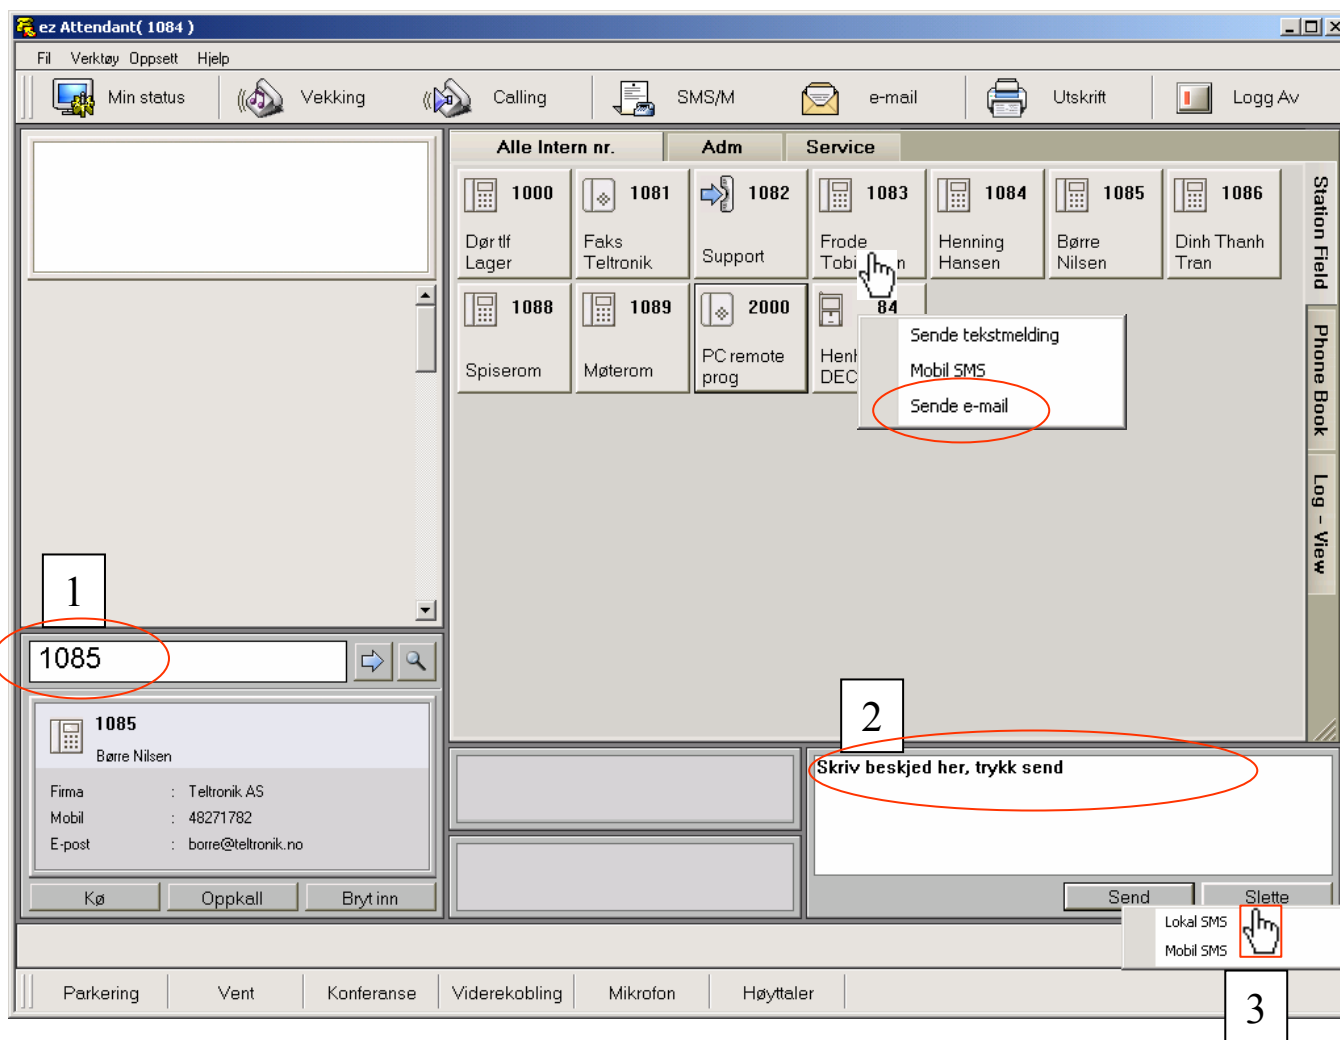 ez Attendant( 1084 )
Fil Verktøy Oppsett Hjelp
Min status Vekking Calling SMS/M e-mail Utskrift Logg Av
Alle Intern nr. Adm Service
1000 1081 1082 1083 1084 1085 1086
Dør tlf Faks Support Frode Henning Børre Dinh Thanh
Lager Teltronik Hansen Nilsen Tran
1088 1089 2000 84
Spiserom Møterom PC remote
prog DEC
Sende tekstmelding
Mobil SMS
Sende e-mail
Station Field
Phone Book
Log - View
1
1085
1085
Børre Nilsen
Firma : Teltronik AS
Mobil : 48271782
E-post : borre@teltronik.no
Kø Oppkall Bryt inn
2
Skriv beskjed her, trykk send
Send Slette
Lokal SMS
Mobil SMS
3
Parkering Vent Konferanse Viderekobling Mikrofon Høyttaler